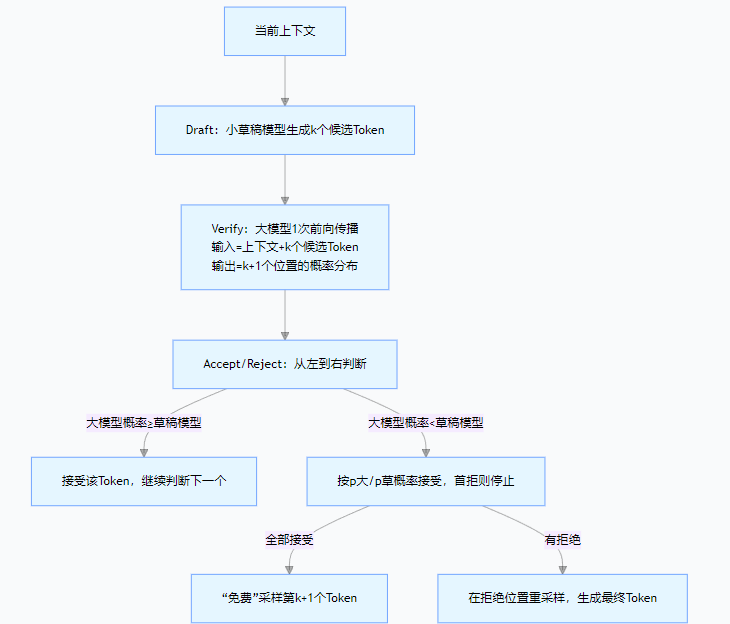 当前上下文
Draft: 小草稿模型生成k个候选Token
Verify: 大模型1次前向传播
输入=上下文+k个候选Token
输出=k+1个位置的概率分布
Accept/Reject: 从左到右判断
大模型概率≥草稿模型
大模型概率<草稿模型
接受该Token，继续判断下一个
按p大/p草概率接受，首拒则停止
全部接受
有拒绝
“免费”采样第k+1个Token
在拒绝位置重采样，生成最终Token